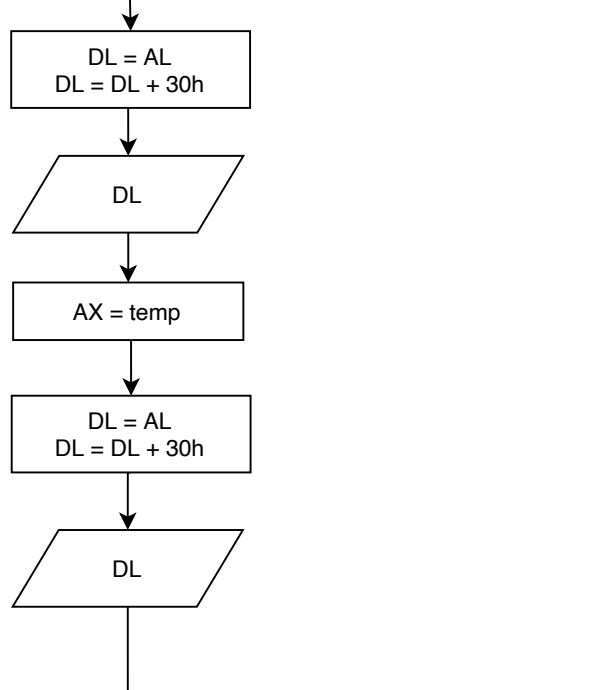 DL = AL
DL = DL + 30h
DL
AX = temp
DL = AL
DL = DL + 30h
DL